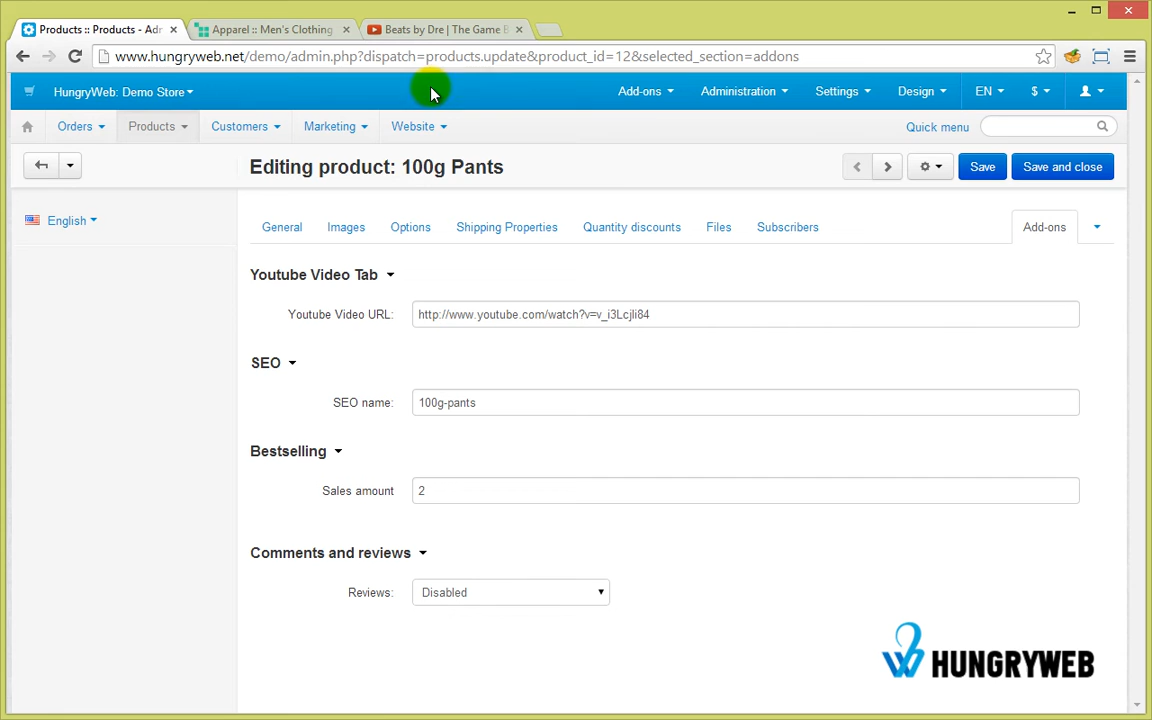 Products :: Products - Adr
Apparel :: Men's Clothing
Beats by Dre | The Game B
www.hungryweb.net/demo/admin.php?dispatch=products.update&product_id=12&selected_section=addons
HungryWeb: Demo Store
Add-ons Administration Settings Design EN $
Orders Products Customers Marketing Website Quick menu
Editing product: 100g Pants
Save
Save and close
English
General Images Options Shipping Properties Quantity discounts Files Subscribers Add-ons
Youtube Video Tab
Youtube Video URL: http://www.youtube.com/watch?v=v_i3Lcjli84
SEO
SEO name: 100g-pants
Bestselling
Sales amount 2
Comments and reviews
Reviews: Disabled
HUNGRYWEB